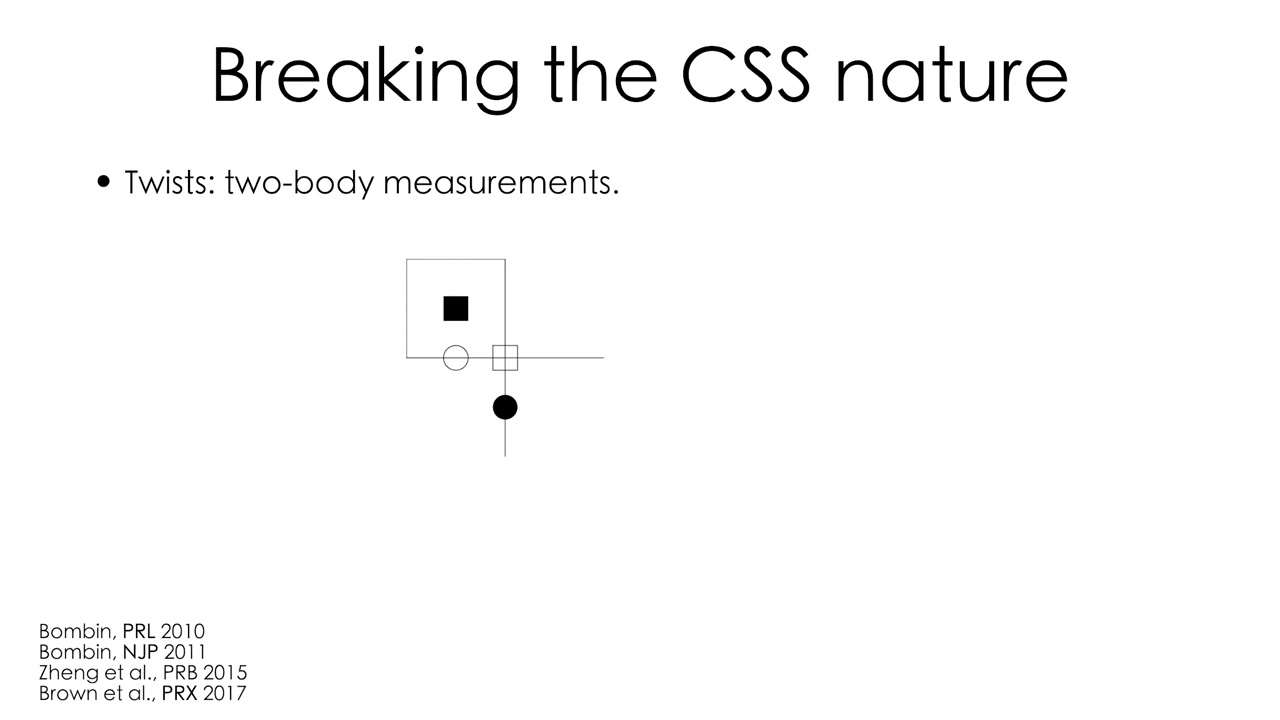 Breaking the CSS nature
• Twists: two-body measurements.
Bombin, PRL 2010
Bombin, NJP 2011
Zheng et al., PRB 2015
Brown et al., PRX 2017